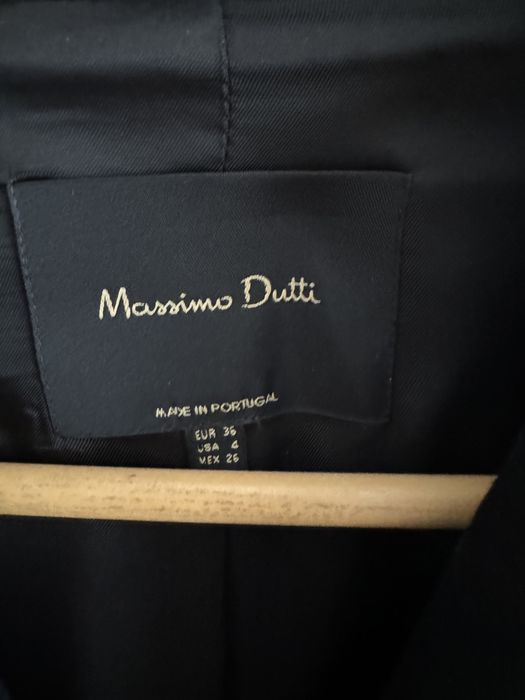 Massimo Dutti
MADE IN PORTUGAL
EUR 36
USA 4
MEX 26